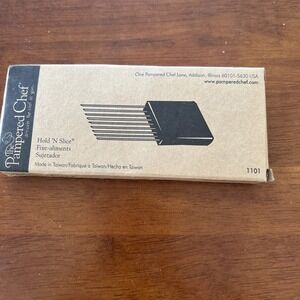 The Pampered Chef
One Pampered Chef Lane, Addison, Illinois 60101-5630 USA
www.pamperedchef.com
Hold 'N Slice
Fixe-aliments
Sujetador
Made in Taiwan/Fabriqué à Taiwan/Hecho en Taiwán
1101